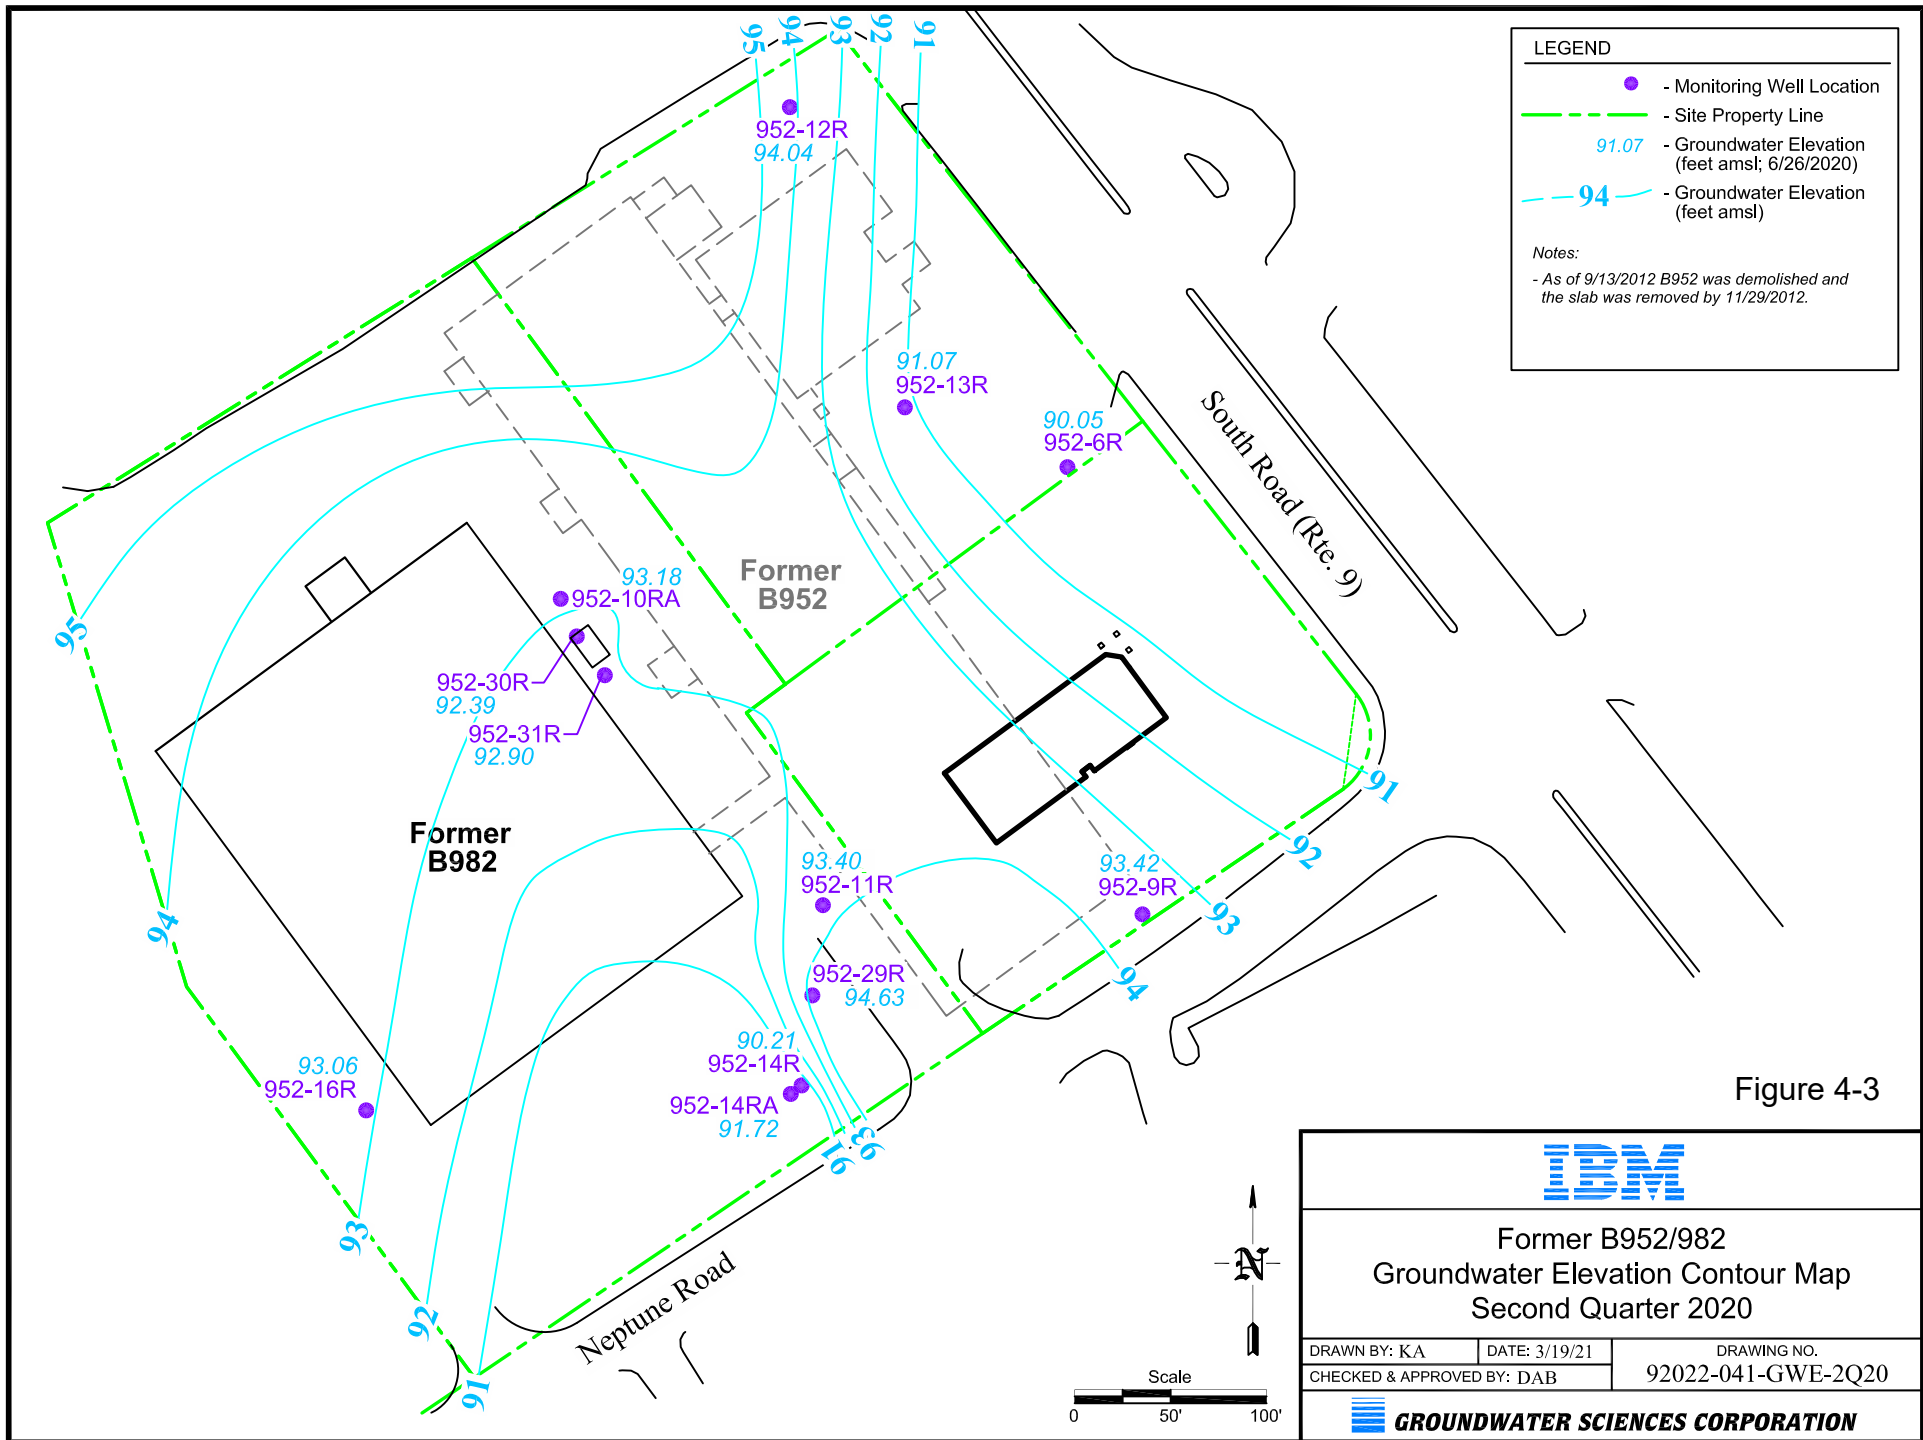 95
94
93
92
91
952-12R
94.04
91.07
952-13R
90.05
952-6R
South Road (Rte. 9)
95
93.18
952-10RA
Former
B952
952-30R
92.39
952-31R
92.90
Former
B982
93.40
952-11R
93.42
952-9R
91
92
93
94
94
952-29R
94.63
90.21
952-14R
952-14RA
91.72
93.06
952-16R
93
92
91
91
93
Neptune Road
LEGEND
- Monitoring Well Location
- Site Property Line
91.07 - Groundwater Elevation
(feet amsl; 6/26/2020)
94 - Groundwater Elevation
(feet amsl)
Notes:
- As of 9/13/2012 B952 was demolished and
the slab was removed by 11/29/2012.
Figure 4-3
N
Scale
0 50' 100'
IBM
Former B952/982
Groundwater Elevation Contour Map
Second Quarter 2020
DRAWN BY: KA DATE: 3/19/21
CHECKED & APPROVED BY: DAB
DRAWING NO.
92022-041-GWE-2Q20
GROUNDWATER SCIENCES CORPORATION